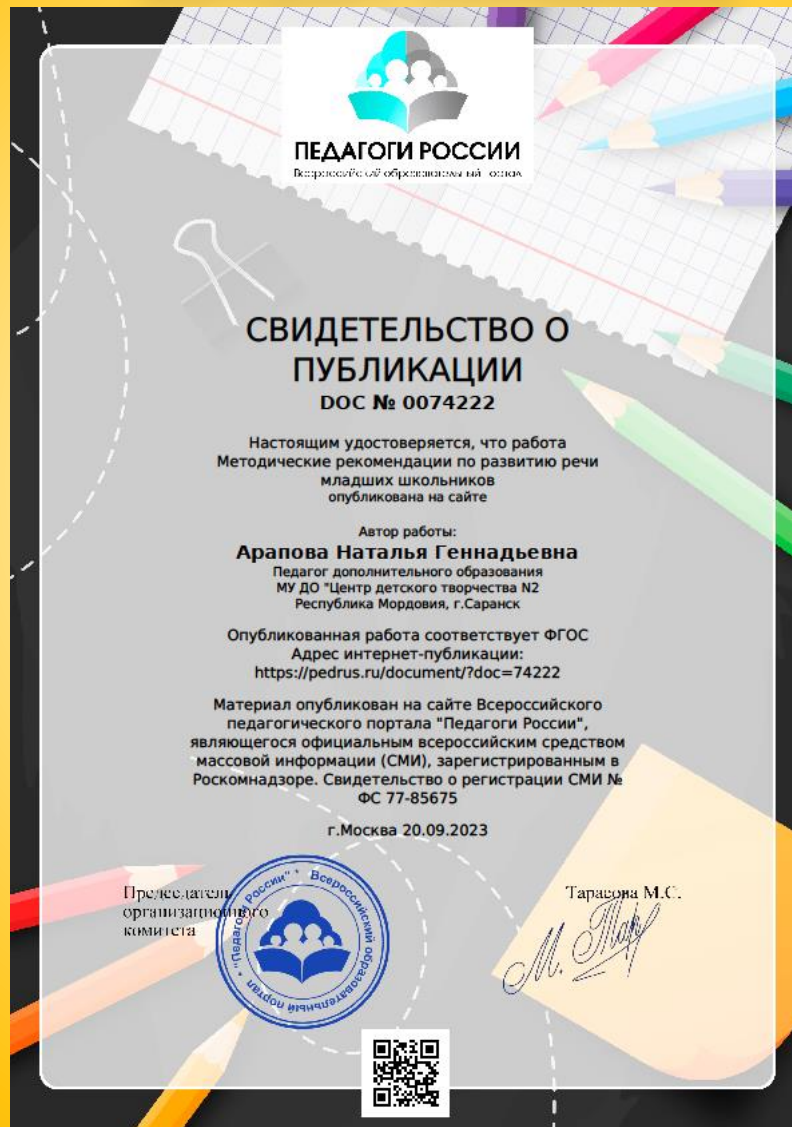 ПЕДАГОГИ РОССИИ
Всероссийский образовательный портал
СВИДЕТЕЛЬСТВО О
ПУБЛИКАЦИИ
DOC № 0074222
Настоящим удостоверяется, что работа
Методические рекомендации по развитию речи
младших школьников
опубликована на сайте
Автор работы:
Арапова Наталья Геннадьевна
Педагог дополнительного образования
МУ ДО "Центр детского творчества N2
Республика Мордовия, г.Саранск
Опубликованная работа соответствует ФГОС
Адрес интернет-публикации:
https://pedrus.ru/document/?doc=74222
Материал опубликован на сайте Всероссийского
педагогического портала "Педагоги России",
являющегося официальным всероссийским средством
массовой информации (СМИ), зарегистрированным в
Роскомнадзоре. Свидетельство о регистрации СМИ №
ФС 77-85675
г.Москва 20.09.2023
Председатель
организационного
комитета
"Педагоги России" * Всероссийский образовательный портал *
Тарасова М.С.
М. Тар